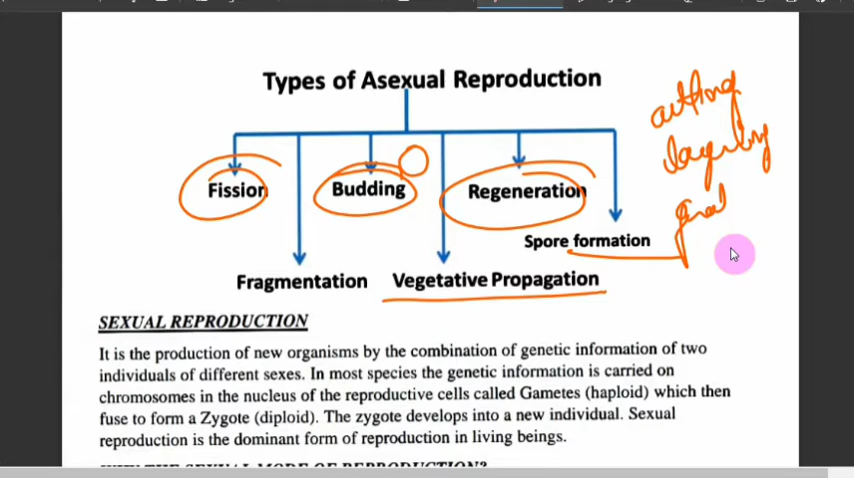 Types of Asexual Reproduction
cutting
layering
Fission
Budding
Regeneration
Spore formation
Fragmentation
Vegetative Propagation
SEXUAL REPRODUCTION
It is the production of new organisms by the combination of genetic information of two
individuals of different sexes. In most species the genetic information is carried on
chromosomes in the nucleus of the reproductive cells called Gametes (haploid) which then
fuse to form a Zygote (diploid). The zygote develops into a new individual. Sexual
reproduction is the dominant form of reproduction in living beings.